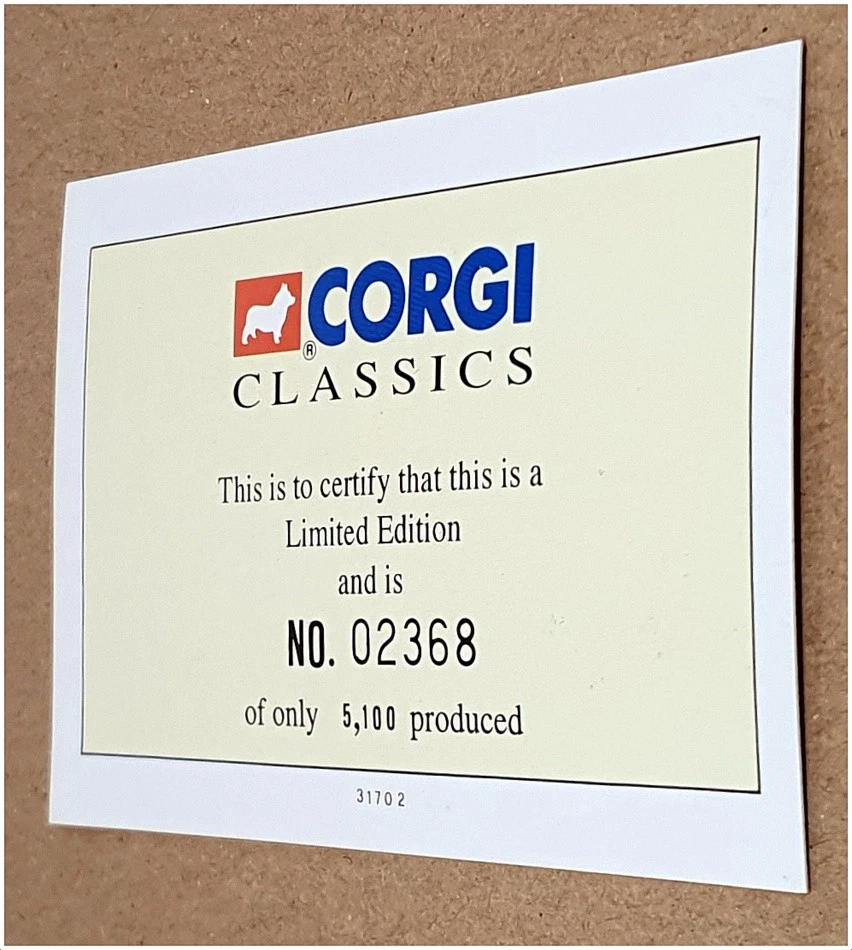 CORGI
®
CLASSICS
This is to certify that this is a
Limited Edition
and is
NO. 02368
of only 5,100 produced
31702